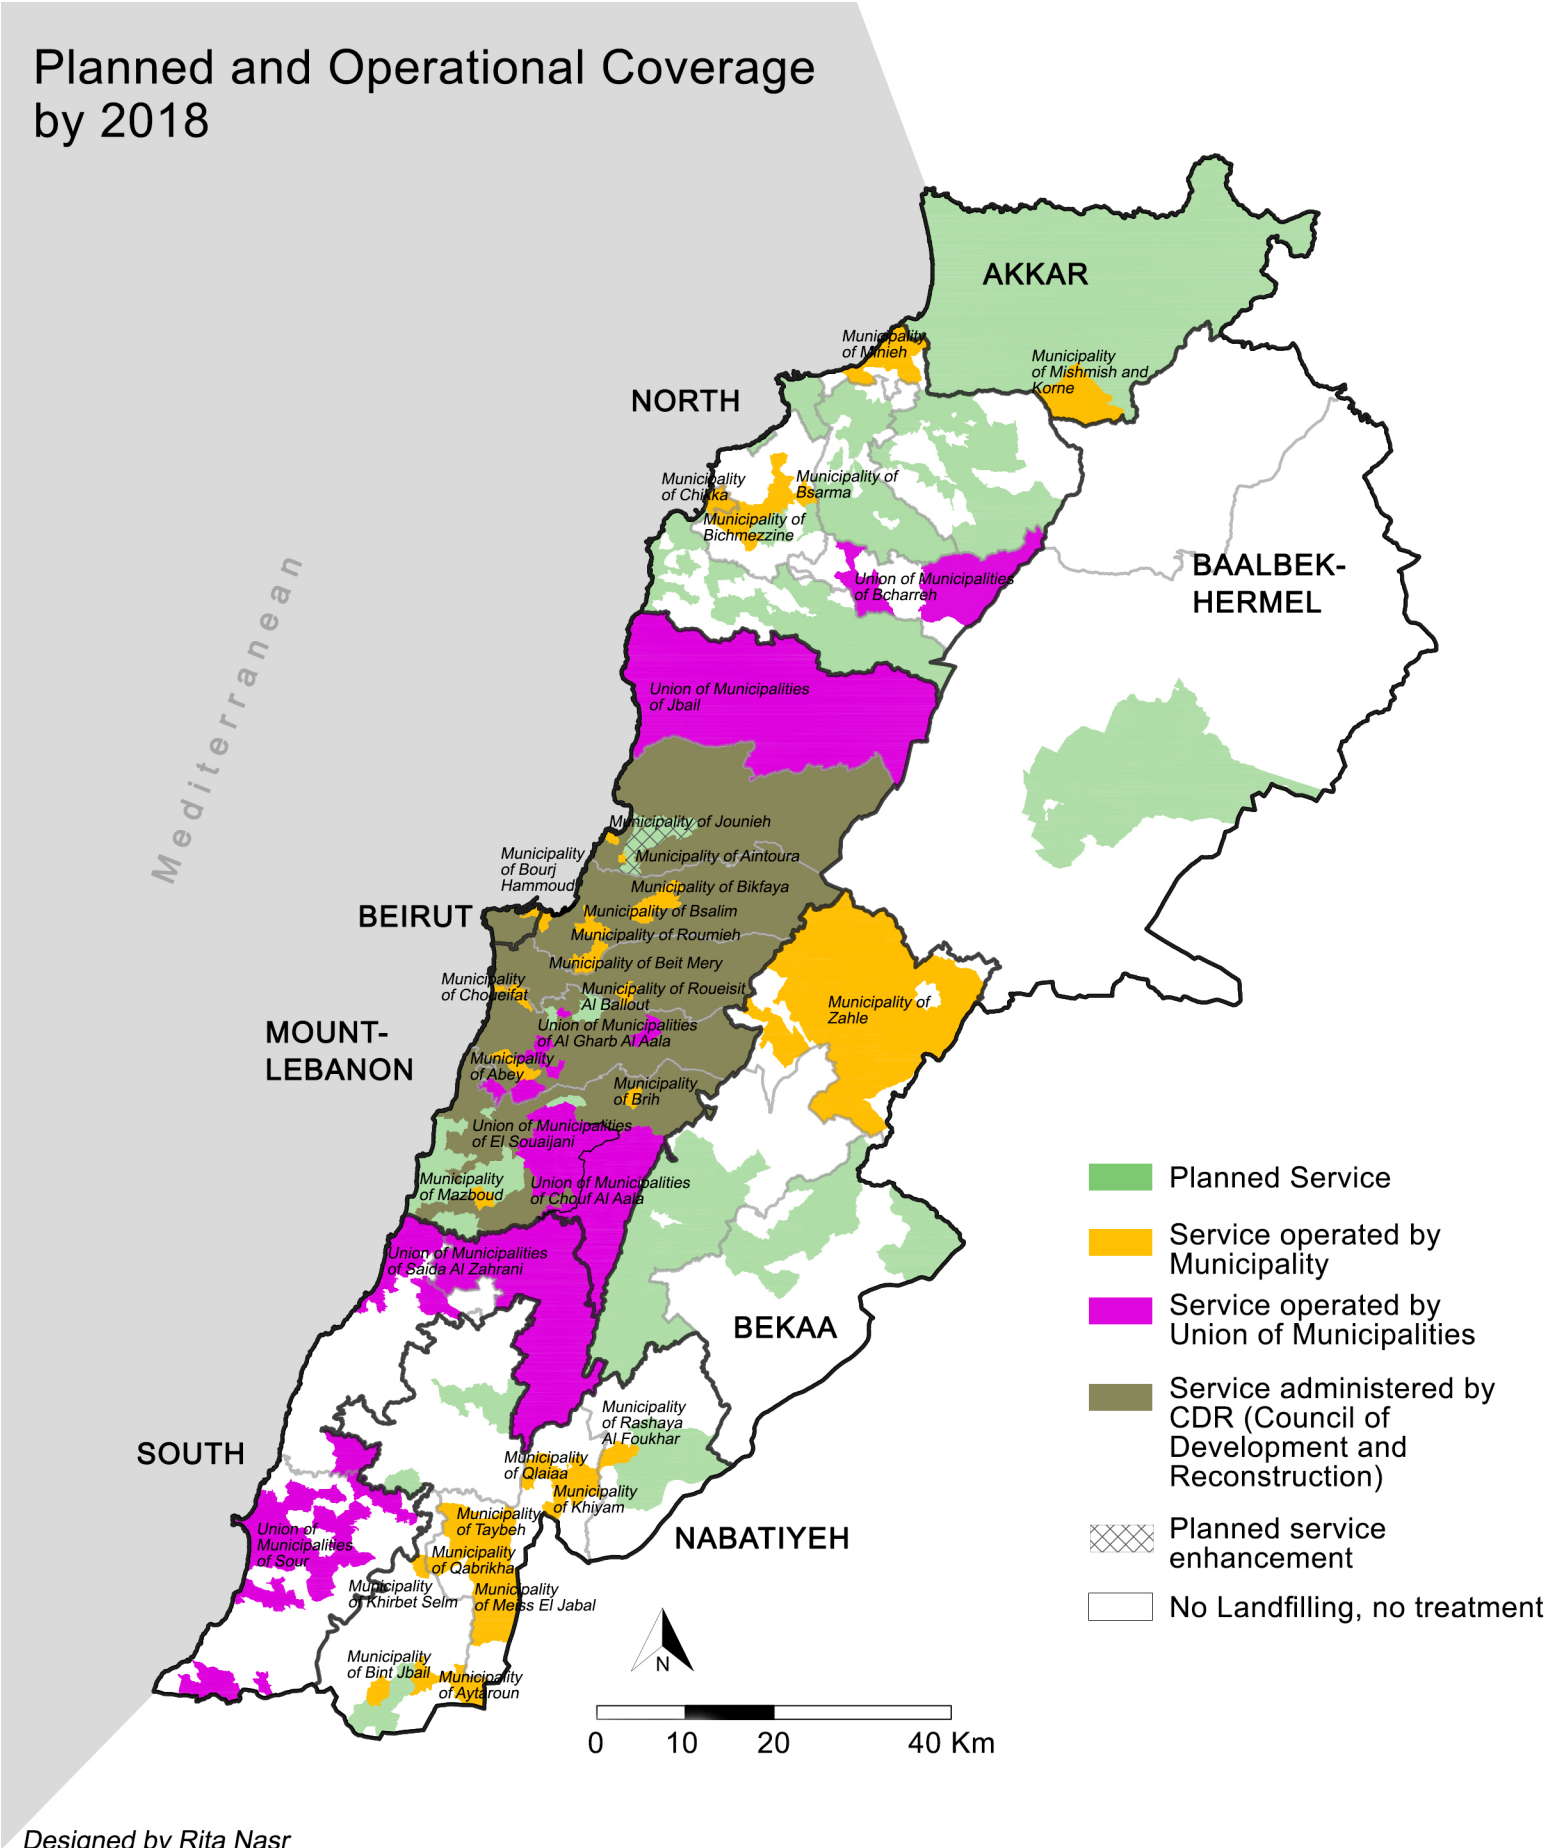 Planned and Operational Coverage
by 2018
AKKAR
Municipality
of Minieh
Municipality
of Mishmish and
Korne
NORTH
Municipality
of Chikka
Municipality of
Bsarma
Municipality of
Bichmezzine
BAALBEK-
HERMEL
Union of Municipalities
of Bcharreh
Mediterranean
Union of Municipalities
of Jbail
Municipality of Jounieh
Municipality of Aintoura
Municipality
of Bourj
Hammoud
Municipality of Bikfaya
BEIRUT
Municipality of Bsalim
Municipality of Roumieh
Municipality of Beit Mery
Municipality
of Choueifat
Municipality of Roueisit
Al Ballout
Municipality of
Zahle
MOUNT-
LEBANON
Union of Municipalities
of Al Gharb Al Aala
Municipality
of Abey
Municipality
of Brih
Union of Municipalities
of El Souaijani
Municipality
of Mazboud
Union of Municipalities
of Chouf Al Aala
Union of Municipalities
of Saida Al Zahrani
BEKAA
Municipality
of Rashaya
Al Foukhar
SOUTH
Municipality
of Qlaiaa
Municipality
of Khiyam
Municipality
of Taybeh
NABATIYEH
Union of
Municipalities
of Sour
Municipality
of Qabrikha
Municipality
of Khirbet Selm
Municipality
of Meiss El Jabal
Municipality
of Bint Jbail
Municipality
of Aytaroun
Planned Service
Service operated by
Municipality
Service operated by
Union of Municipalities
Service administered by
CDR (Council of
Development and
Reconstruction)
Planned service
enhancement
No Landfilling, no treatment
N
0 10 20 40 Km
Designed by Rita Nasr